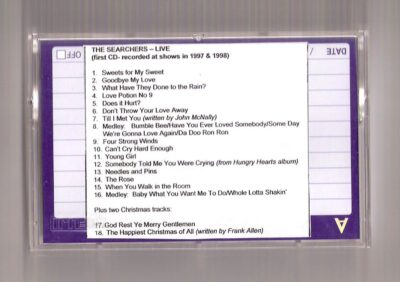 THE SEARCHERS – LIVE
(first CD- recorded at shows in 1997 & 1998)
1. Sweets for My Sweet
2. Goodbye My Love
3. What Have They Done to the Rain?
4. Love Potion No 9
5. Does it Hurt?
6. Don't Throw Your Love Away
7. Till I Met You (written by John McNally)
8. Medley: Bumble Bee/Have You Ever Loved Somebody/Some Day
We're Gonna Love Again/Da Doo Ron Ron
9. Four Strong Winds
10. Can't Cry Hard Enough
11. Young Girl
12. Somebody Told Me You Were Crying (from Hungry Hearts album)
13. Needles and Pins
14. The Rose
15. When You Walk in the Room
16. Medley: Baby What You Want Me To Do/Whole Lotta Shakin'
Plus two Christmas tracks:
17. God Rest Ye Merry Gentlemen
18. The Happiest Christmas of All (written by Frank Allen)
OFF
DATE /
A